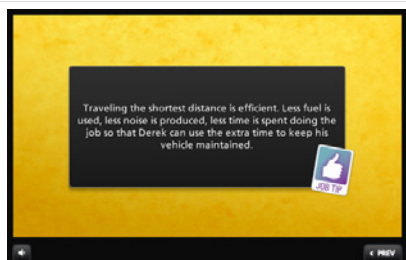 Traveling the shortest distance is efficient. Less fuel is
used, less noise is produced, less time is spent doing the
job so that Derek can use the extra time to keep his
vehicle maintained.
JOB TIP
PREV